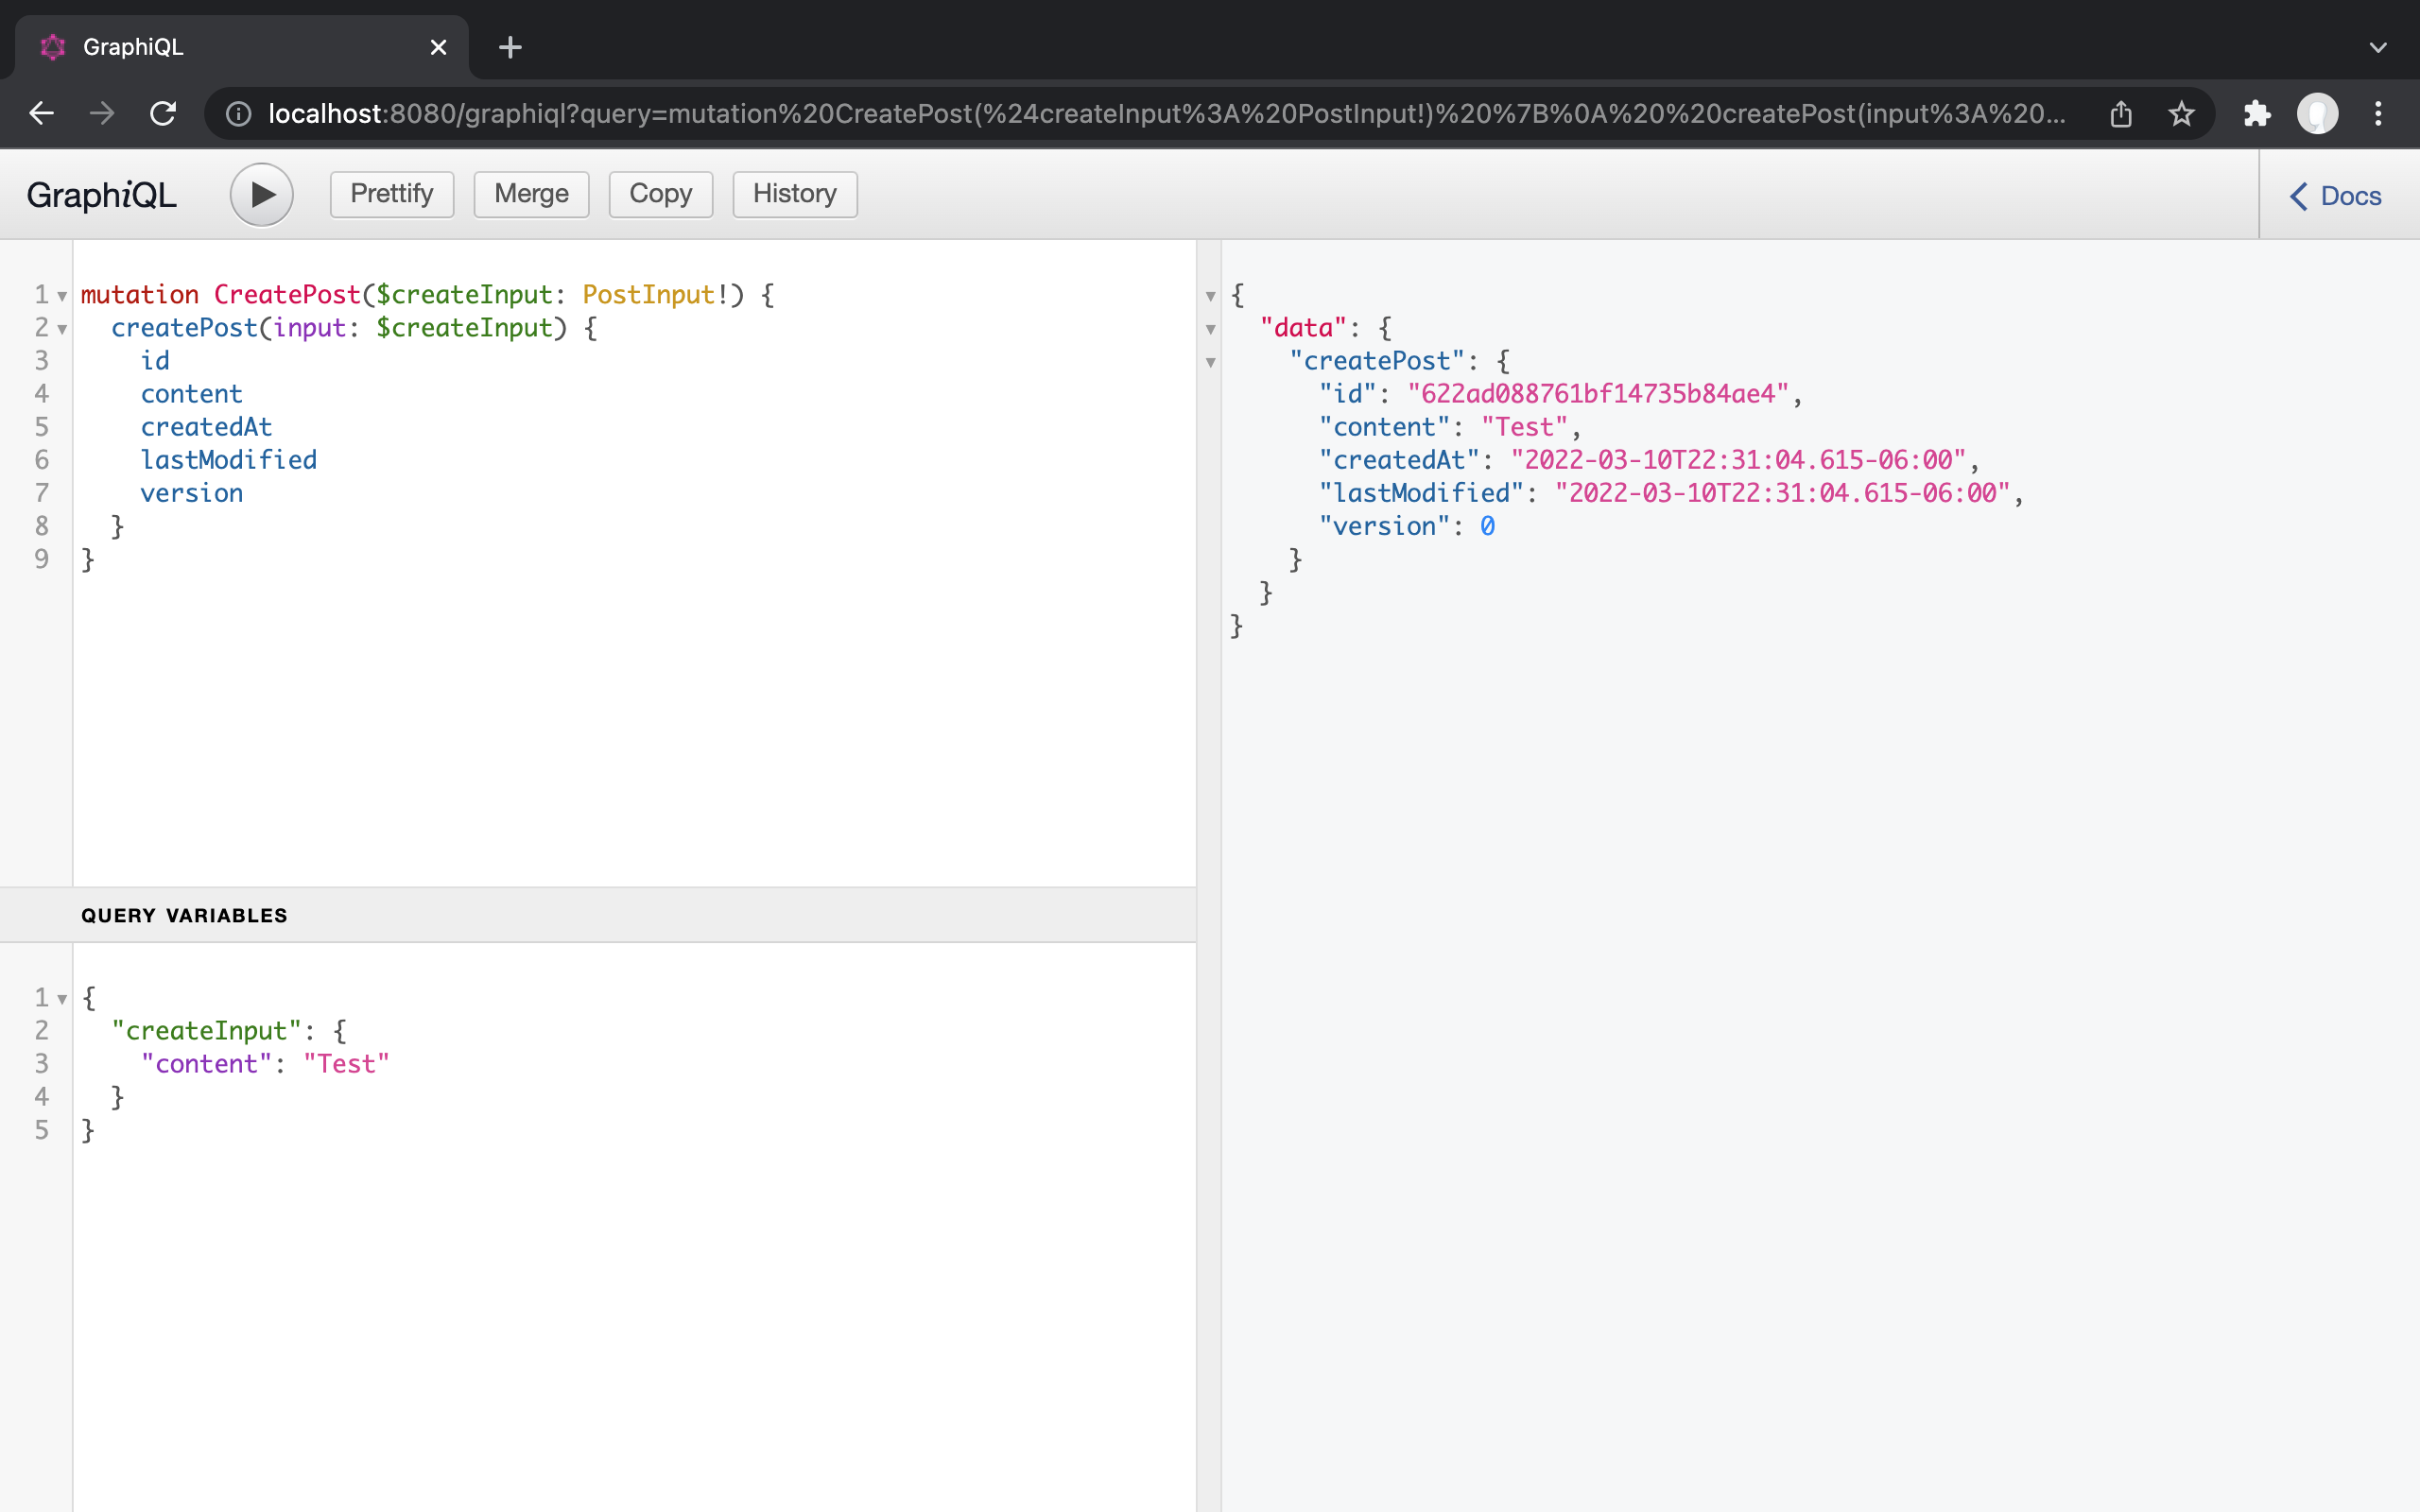 GraphiQL
localhost:8080/graphiql?query=mutation%20CreatePost(%24createInput%3A%20PostInput!)%20%7B%0A%20%20createPost(input%3A%20...
GraphiQL
Prettify
Merge
Copy
History
Docs
1 mutation CreatePost($createInput: PostInput!) {
2   createPost(input: $createInput) {
3     id
4     content
5     createdAt
6     lastModified
7     version
8   }
9 }
QUERY VARIABLES
1 {
2   "createInput": {
3     "content": "Test"
4   }
5 }
{
  "data": {
    "createPost": {
      "id": "622ad088761bf14735b84ae4",
      "content": "Test",
      "createdAt": "2022-03-10T22:31:04.615-06:00",
      "lastModified": "2022-03-10T22:31:04.615-06:00",
      "version": 0
    }
  }
}